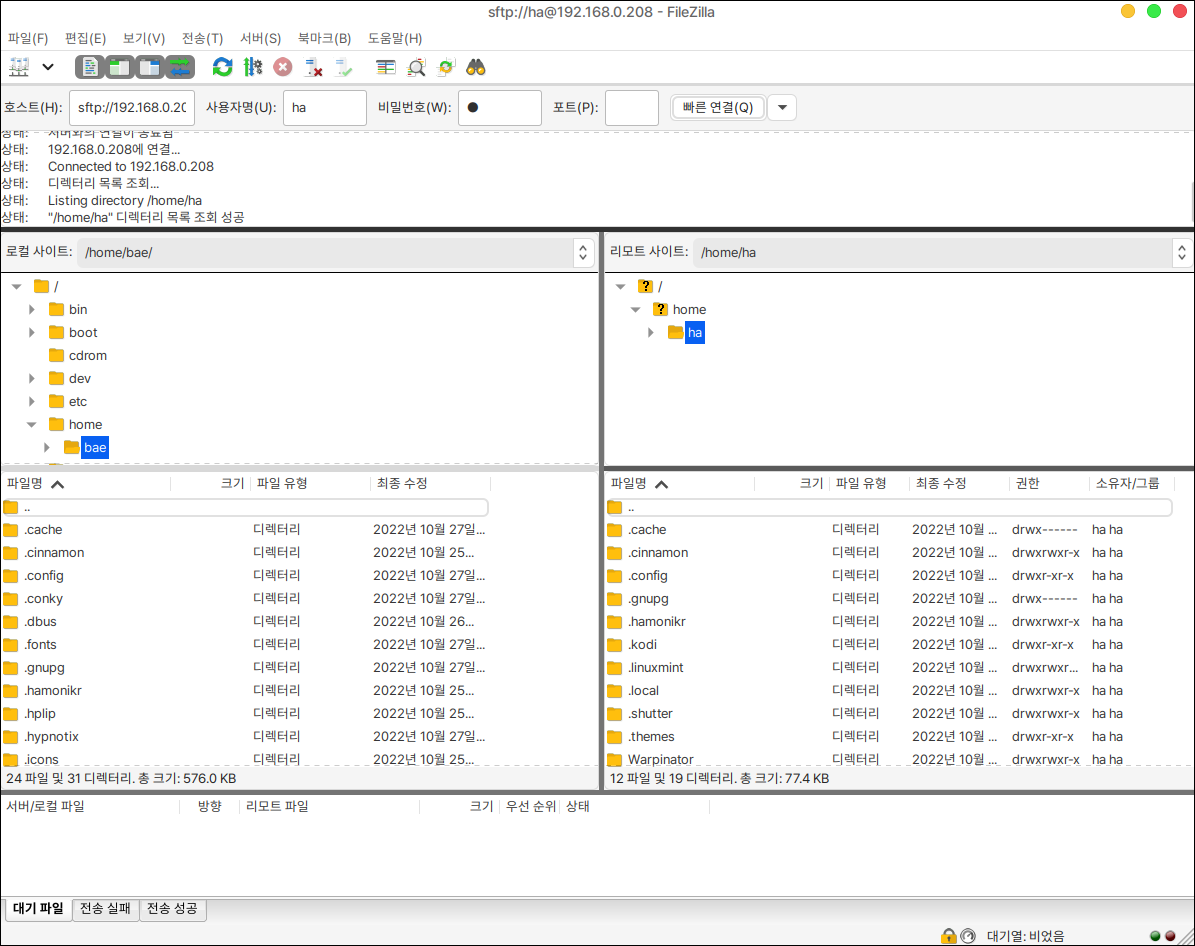 sftp://ha@192.168.0.208 - FileZilla
파일(F) 편집(E) 보기(V) 전송(T) 서버(S) 북마크(B) 도움말(H)
호스트(H): sftp://192.168.0.20 사용자명(U): ha 비밀번호(W): ● 포트(P): 빠른 연결(Q)
상태: 서버와의 연결이 종료됨
상태: 192.168.0.208에 연결...
상태: Connected to 192.168.0.208
상태: 디렉터리 목록 조회...
상태: Listing directory /home/ha
상태: "/home/ha" 디렉터리 목록 조회 성공
로컬 사이트: /home/bae/
/
bin
boot
cdrom
dev
etc
home
bae
리모트 사이트: /home/ha
/
home
ha
파일명 크기 파일 유형 최종 수정
..
.cache 디렉터리 2022년 10월 27일...
.cinnamon 디렉터리 2022년 10월 25...
.config 디렉터리 2022년 10월 27일...
.conky 디렉터리 2022년 10월 27일...
.dbus 디렉터리 2022년 10월 26...
.fonts 디렉터리 2022년 10월 27일...
.gnupg 디렉터리 2022년 10월 27일...
.hamonikr 디렉터리 2022년 10월 25...
.hplip 디렉터리 2022년 10월 25...
.hypnotix 디렉터리 2022년 10월 27일...
.icons 디렉터리 2022년 10월 25...
24 파일 및 31 디렉터리. 총 크기: 576.0 KB
파일명 크기 파일 유형 최종 수정 권한 소유자/그룹
..
.cache 디렉터리 2022년 10월 ... drwx------ ha ha
.cinnamon 디렉터리 2022년 10월 ... drwxrwxr-x ha ha
.config 디렉터리 2022년 10월 ... drwxr-xr-x ha ha
.gnupg 디렉터리 2022년 10월 ... drwx------ ha ha
.hamonikr 디렉터리 2022년 10월 ... drwxrwxr-x ha ha
.kodi 디렉터리 2022년 10월 ... drwxr-xr-x ha ha
.linuxmint 디렉터리 2022년 10월 ... drwxrwxr... ha ha
.local 디렉터리 2022년 10월 ... drwxrwxr-x ha ha
.shutter 디렉터리 2022년 10월 ... drwxrwxr-x ha ha
.themes 디렉터리 2022년 10월 ... drwxr-xr-x ha ha
Warpinator 디렉터리 2022년 10월 ... drwxrwxr-x ha ha
12 파일 및 19 디렉터리. 총 크기: 77.4 KB
서버/로컬 파일 방향 리모트 파일 크기 우선 순위 상태
대기 파일 전송 실패 전송 성공
대기열: 비었음